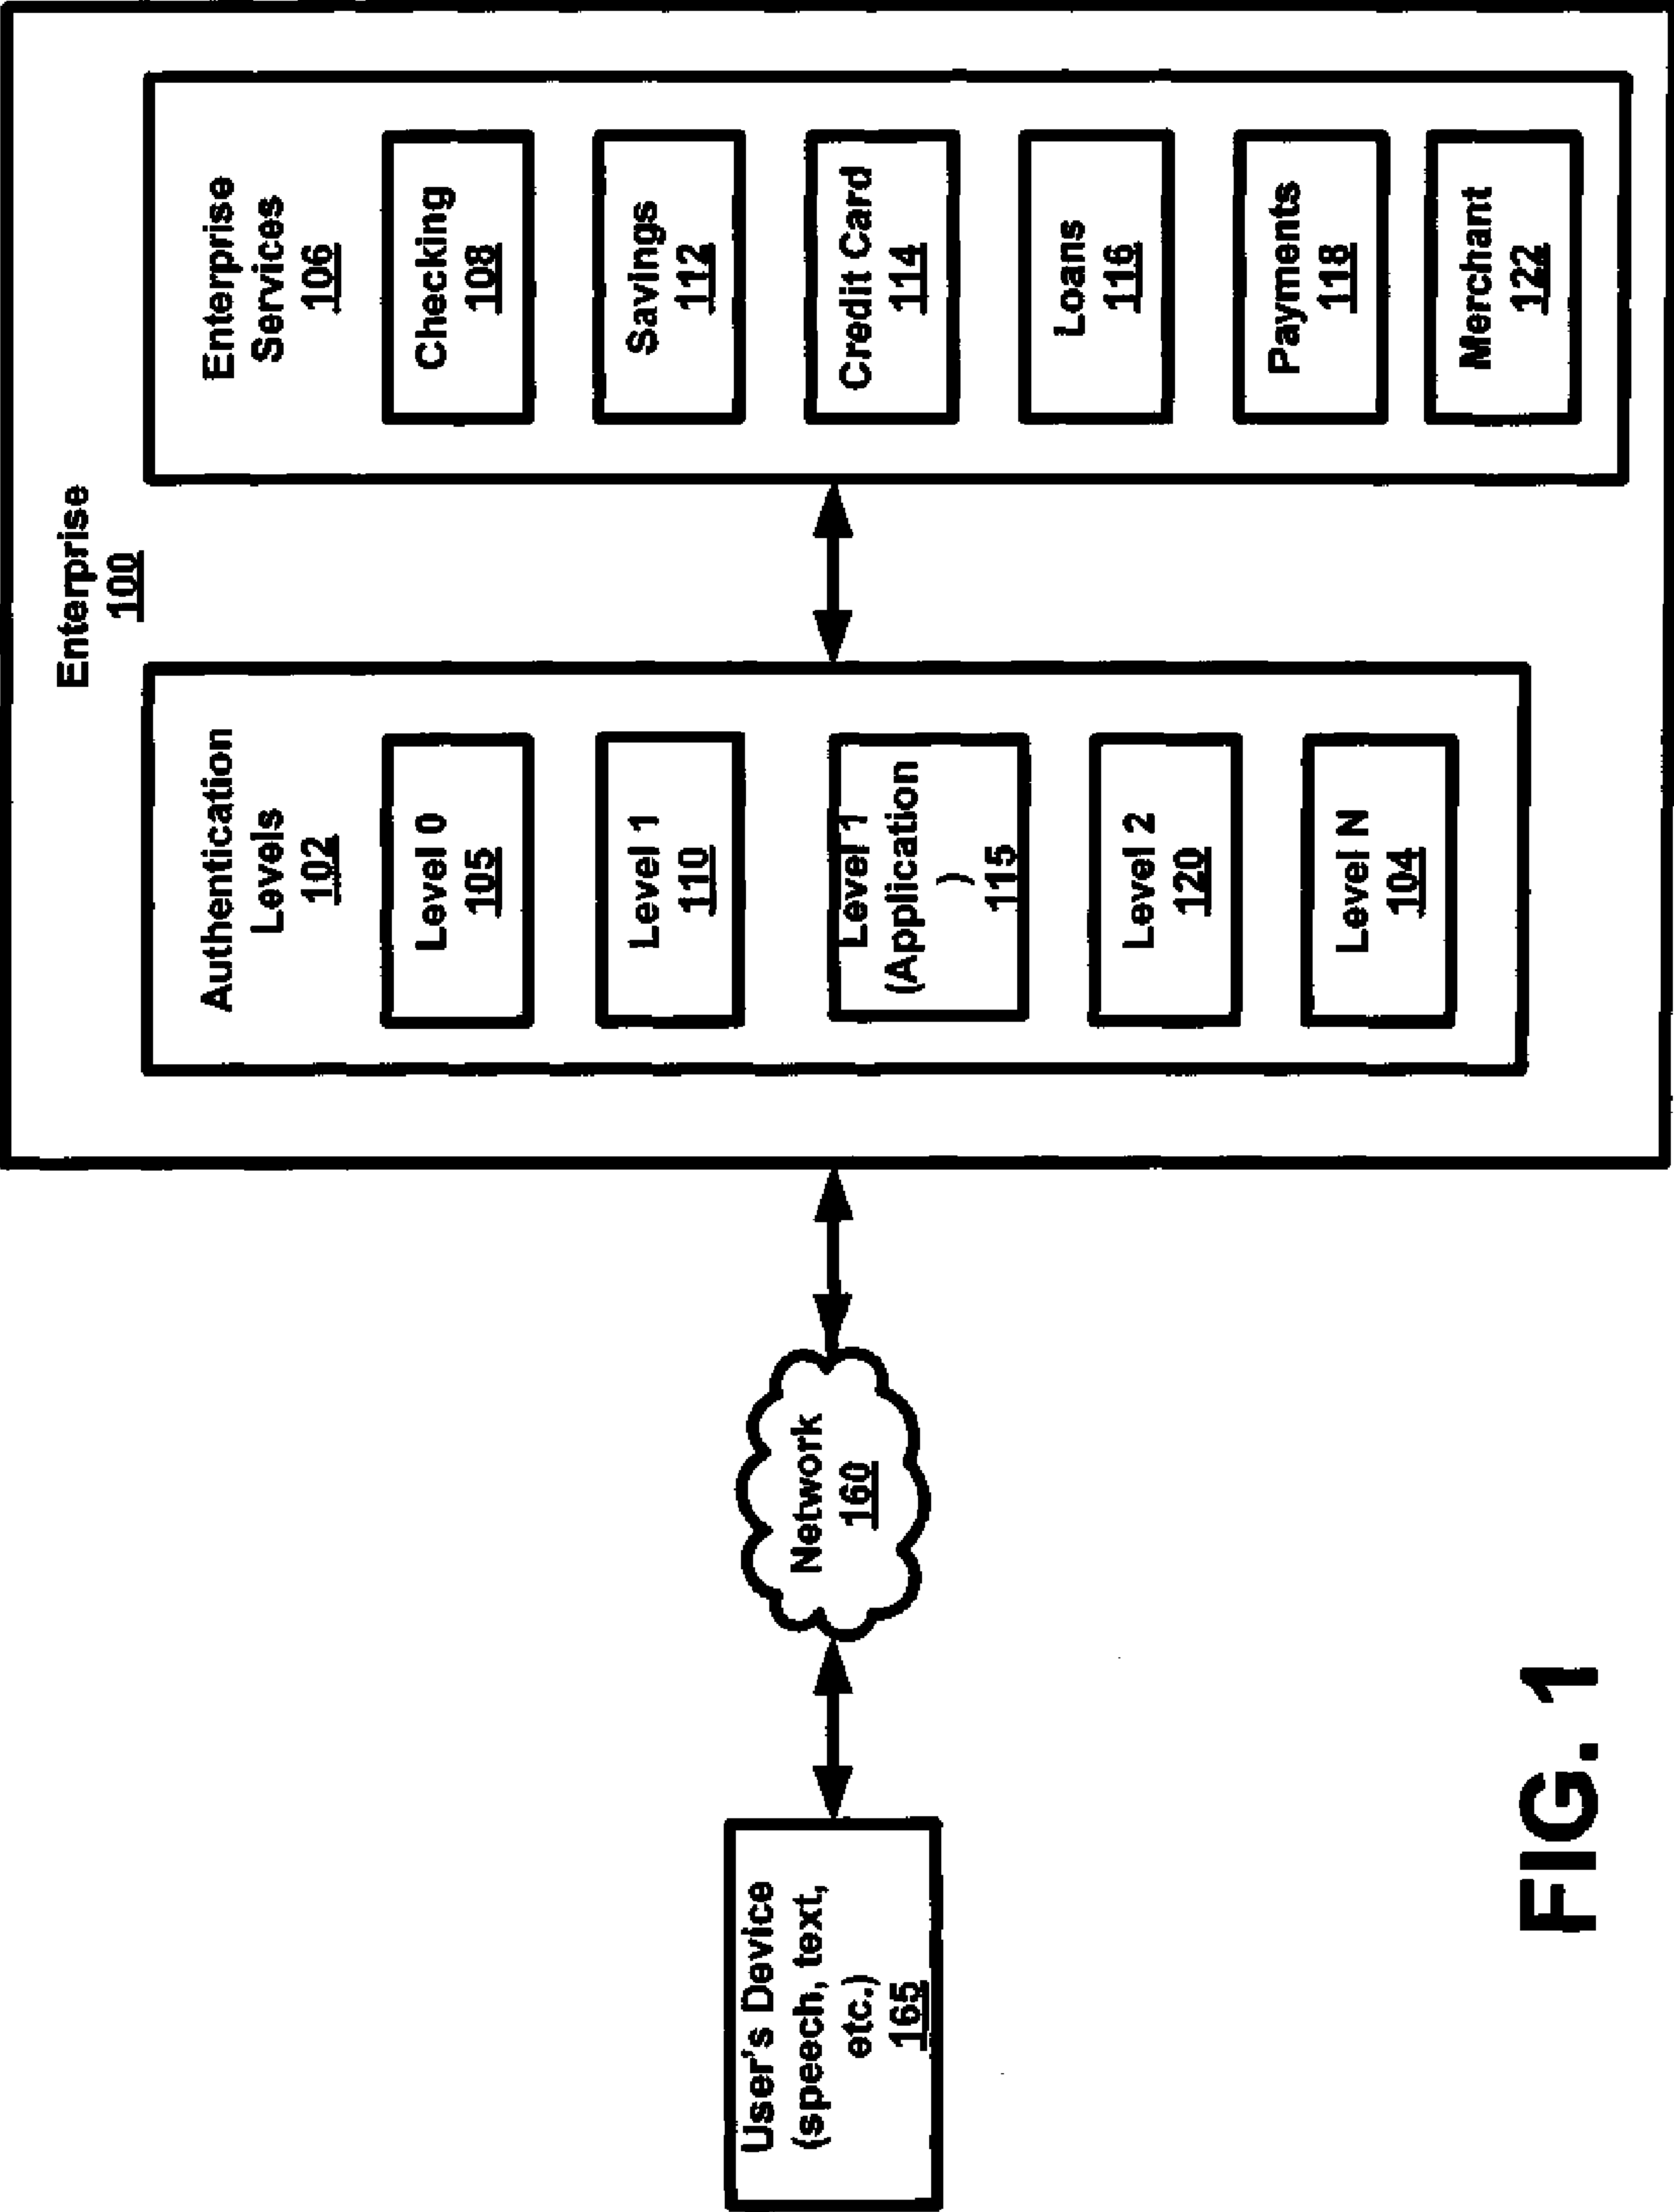 Enterprise
100
Authentication
Levels
102
Level 0
105
Level 1
110
Level 1
(Application
)
115
Level 2
120
Level N
104
Enterprise
Services
106
Checking
108
Savings
112
Credit Card
114
Loans
116
Payments
118
Merchant
122
User's Device
(speech, text,
etc.)
165
Network
160
FIG. 1